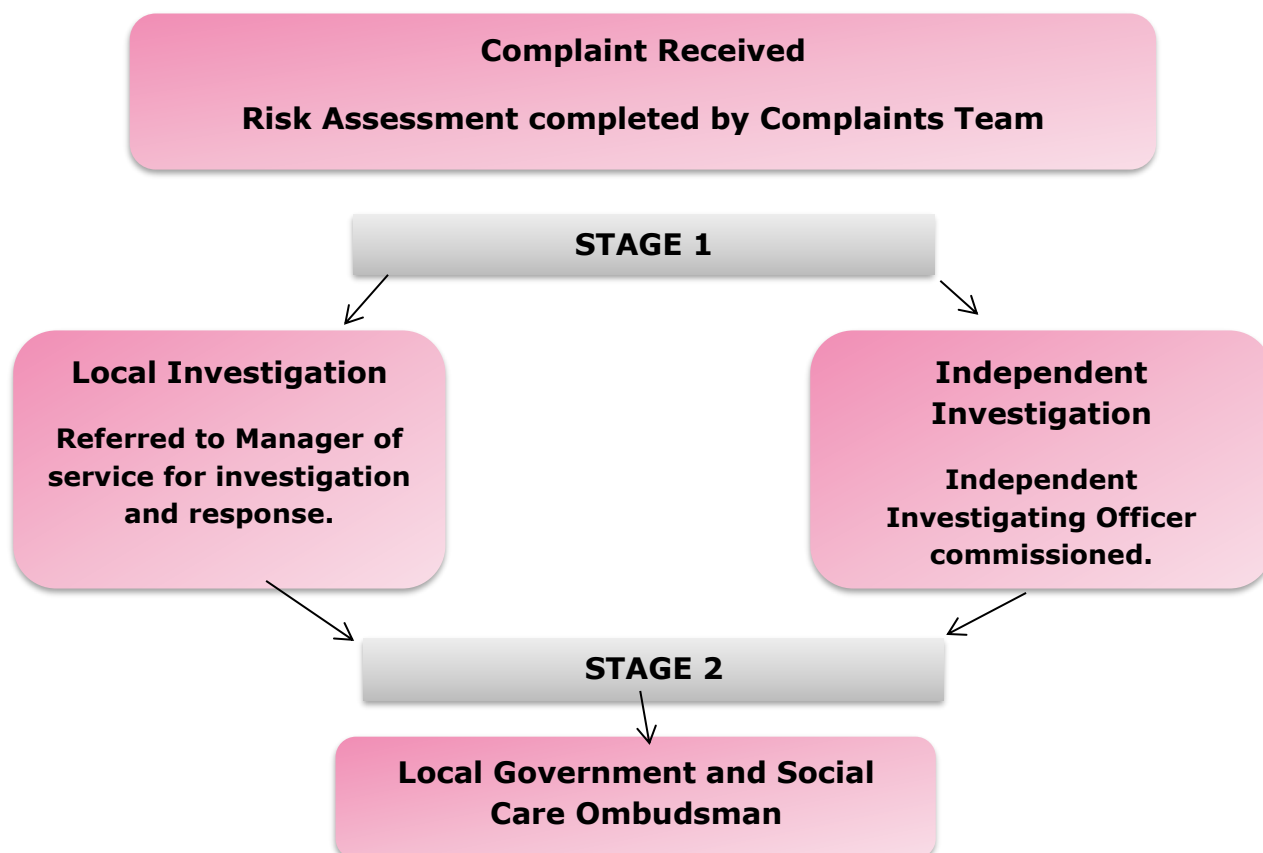 Complaint Received
Risk Assessment completed by Complaints Team
STAGE 1
Local Investigation
Referred to Manager of
service for investigation
and response.
Independent
Investigation
Independent
Investigating Officer
commissioned.
STAGE 2
Local Government and Social
Care Ombudsman